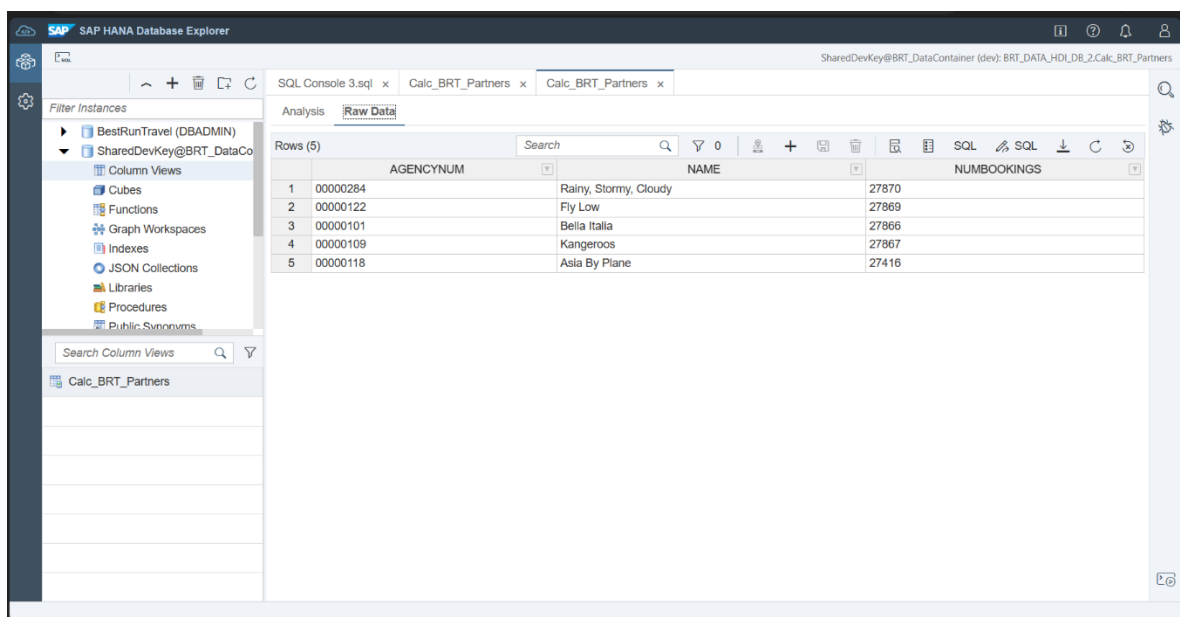 SAP SAP HANA Database Explorer
SQL
SharedDevKey@BRT_DataContainer (dev): BRT_DATA_HDI_DB_2.Calc_BRT_Partners
SQL Console 3.sql × Calc_BRT_Partners × Calc_BRT_Partners ×
Filter Instances
Analysis Raw Data
BestRunTravel (DBADMIN)
SharedDevKey@BRT_DataCo
Column Views
Cubes
Functions
Graph Workspaces
Indexes
JSON Collections
Libraries
Procedures
Public Synonyms
Search Column Views
Calc_BRT_Partners
Rows (5) Search 0 SQL SQL
AGENCYNUM NAME NUMBOOKINGS
1 00000284 Rainy, Stormy, Cloudy 27870
2 00000122 Fly Low 27869
3 00000101 Bella Italia 27866
4 00000109 Kangeroos 27867
5 00000118 Asia By Plane 27416